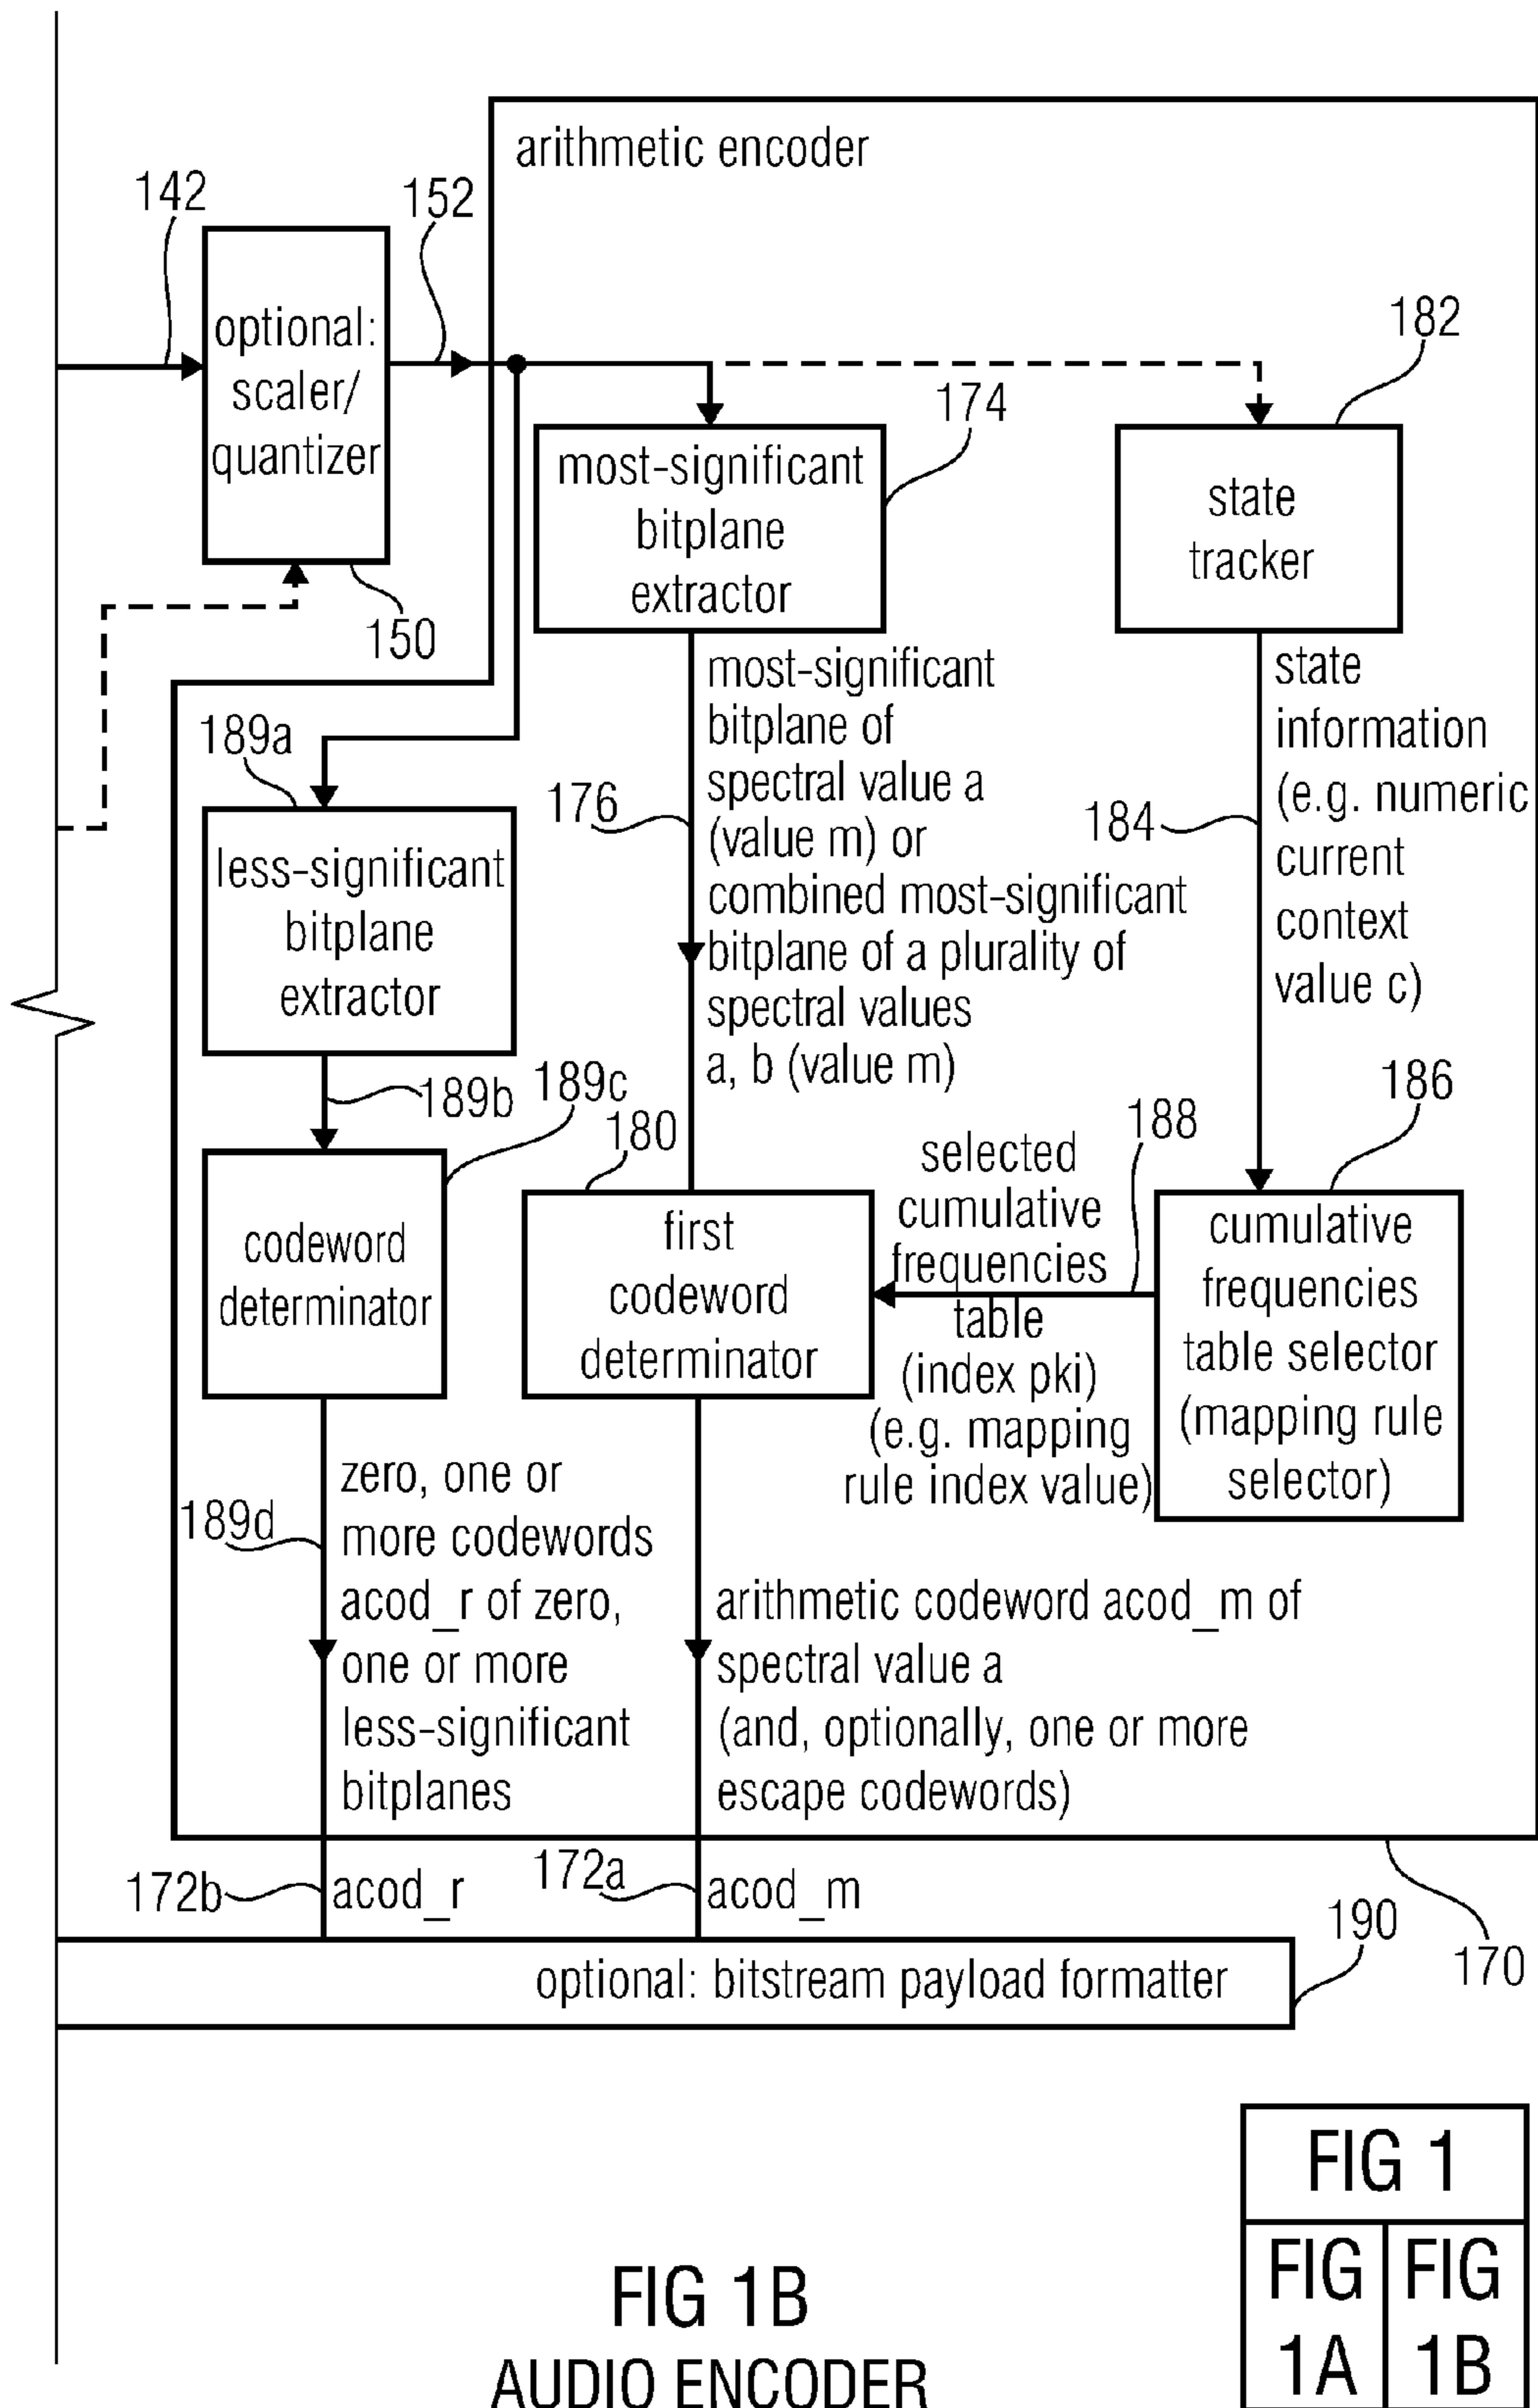 arithmetic encoder
142
152
optional:
scaler/
quantizer
150
182
174
most-significant
bitplane
extractor
state
tracker
most-significant
bitplane of
spectral value a
(value m) or
combined most-significant
bitplane of a plurality of
spectral values
a, b (value m)
176
state
information
(e.g. numeric
current
context
value c)
184
189a
less-significant
bitplane
extractor
189b
189c
180
188
186
codeword
determinator
first
codeword
determinator
selected
cumulative
frequencies
table
(index pki)
(e.g. mapping
rule index value)
cumulative
frequencies
table selector
(mapping rule
selector)
189d
zero, one or
more codewords
acod_r of zero,
one or more
less-significant
bitplanes
arithmetic codeword acod_m of
spectral value a
(and, optionally, one or more
escape codewords)
172b
acod_r
172a
acod_m
190
170
optional: bitstream payload formatter
FIG 1
FIG
1A
FIG
1B
FIG 1B
AUDIO ENCODER